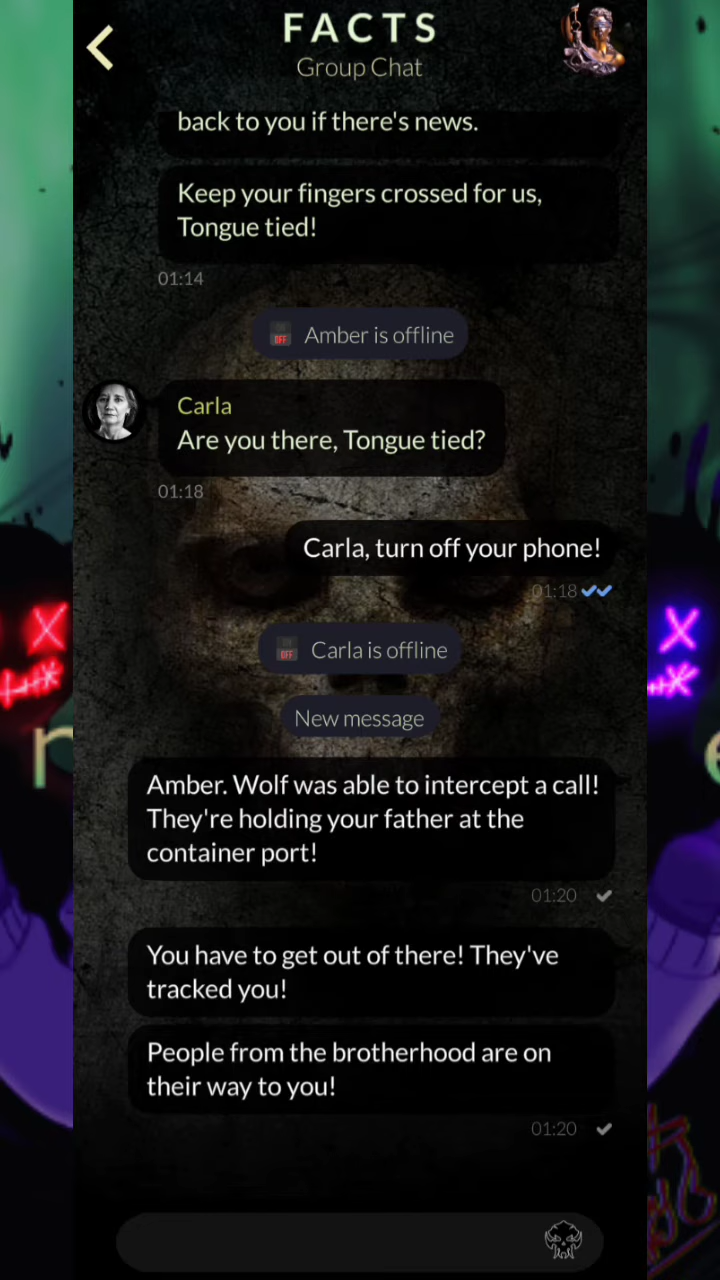 FACTS
Group Chat
back to you if there's news.
Keep your fingers crossed for us,
Tongue tied!
01:14
OFF Amber is offline
Carla
Are you there, Tongue tied?
01:18
Carla, turn off your phone!
01:18
OFF Carla is offline
New message
Amber. Wolf was able to intercept a call!
They're holding your father at the
container port!
01:20
You have to get out of there! They've
tracked you!
People from the brotherhood are on
their way to you!
01:20